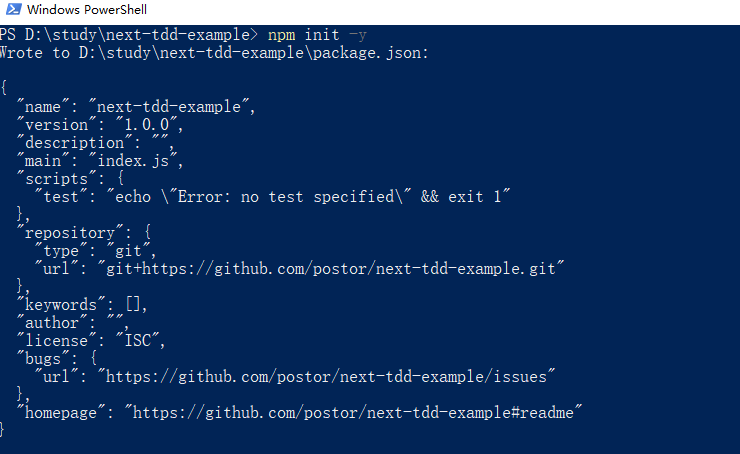 Windows PowerShell
PS D:\study\next-tdd-example> npm init -y
Wrote to D:\study\next-tdd-example\package.json:
{
  "name": "next-tdd-example",
  "version": "1.0.0",
  "description": "",
  "main": "index.js",
  "scripts": {
    "test": "echo \"Error: no test specified\" && exit 1"
  },
  "repository": {
    "type": "git",
    "url": "git+https://github.com/postor/next-tdd-example.git"
  },
  "keywords": [],
  "author": "",
  "license": "ISC",
  "bugs": {
    "url": "https://github.com/postor/next-tdd-example/issues"
  },
  "homepage": "https://github.com/postor/next-tdd-example#readme"
}